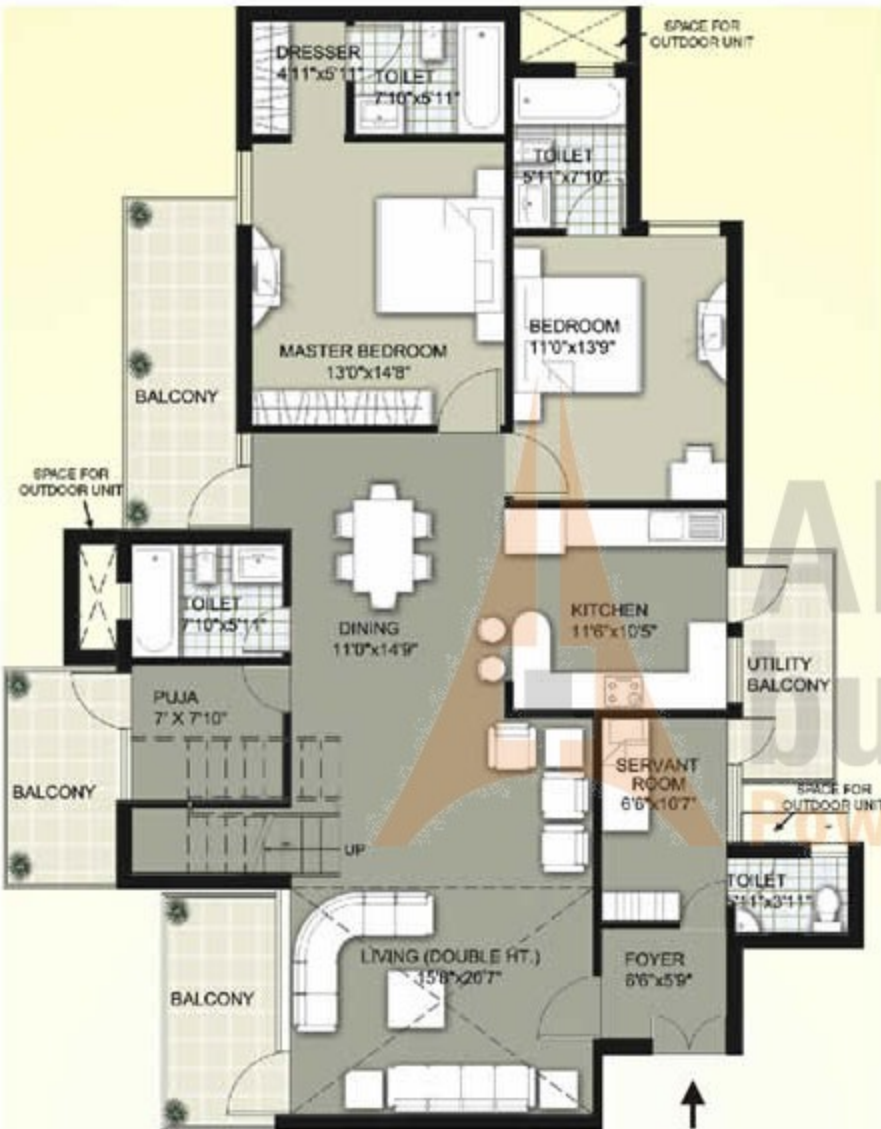 SPACE FOR
OUTDOOR UNIT
DRESSER
4'11"x5'11"
TOILET
7'10"x5'11"
TOILET
5'11"x7'10"
BEDROOM
11'0"x13'9"
MASTER BEDROOM
13'0"x14'8"
BALCONY
SPACE FOR
OUTDOOR UNIT
TOILET
7'10"x5'11"
DINING
11'0"x14'9"
KITCHEN
11'6"x10'5"
UTILITY
BALCONY
PUJA
7' X 7'10"
BALCONY
SERVANT
ROOM
6'6"x10'7"
SPACE FOR
OUTDOOR UNIT
UP
TOILET
LIVING (DOUBLE HT.)
15'8"x20'7"
FOYER
6'6"x5'9"
BALCONY
bu
Pow